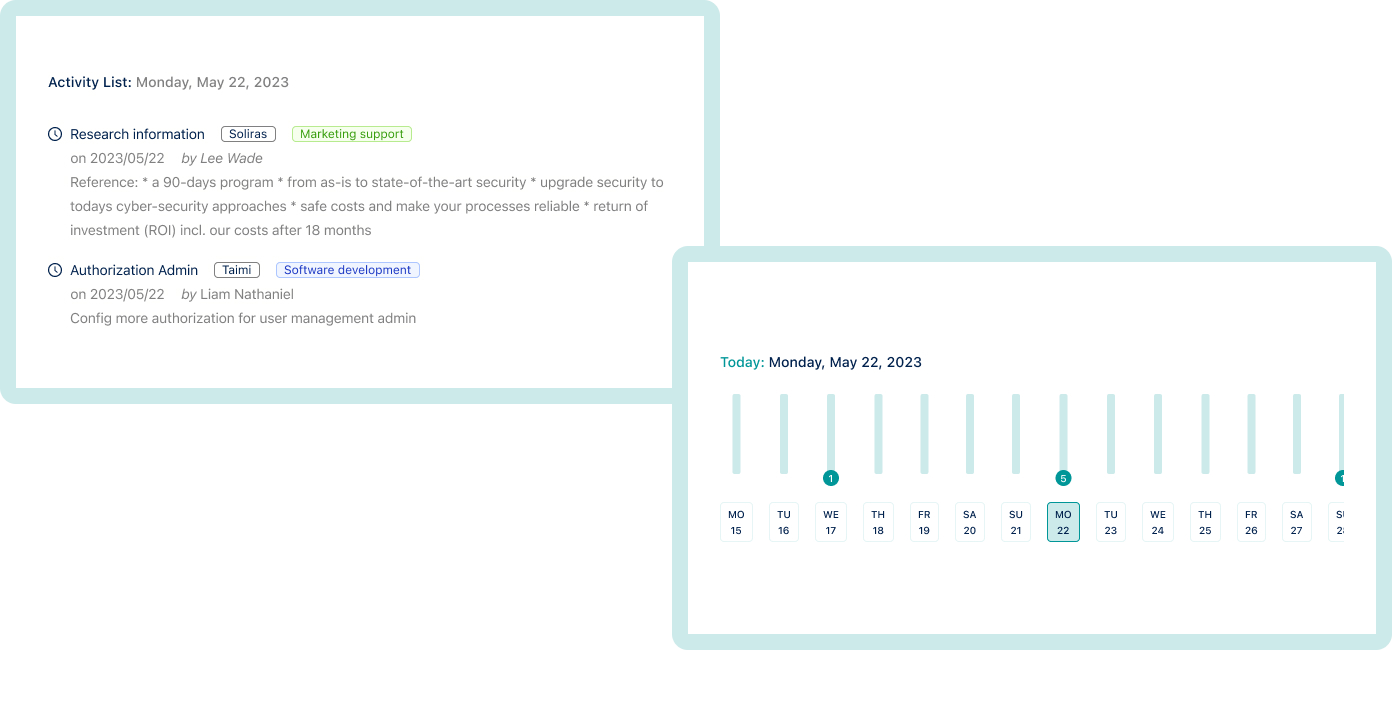 Activity List: Monday, May 22, 2023
Research information Soliras Marketing support
on 2023/05/22 by Lee Wade
Reference: * a 90-days program * from as-is to state-of-the-art security * upgrade security to
todays cyber-security approaches * safe costs and make your processes reliable * return of
investment (ROI) incl. our costs after 18 months
Authorization Admin Taimi Software development
on 2023/05/22 by Liam Nathaniel
Config more authorization for user management admin
Today: Monday, May 22, 2023
1 5 1
MO TU WE TH FR SA SU MO TU WE TH FR SA
15 16 17 18 19 20 21 22 23 24 25 26 27